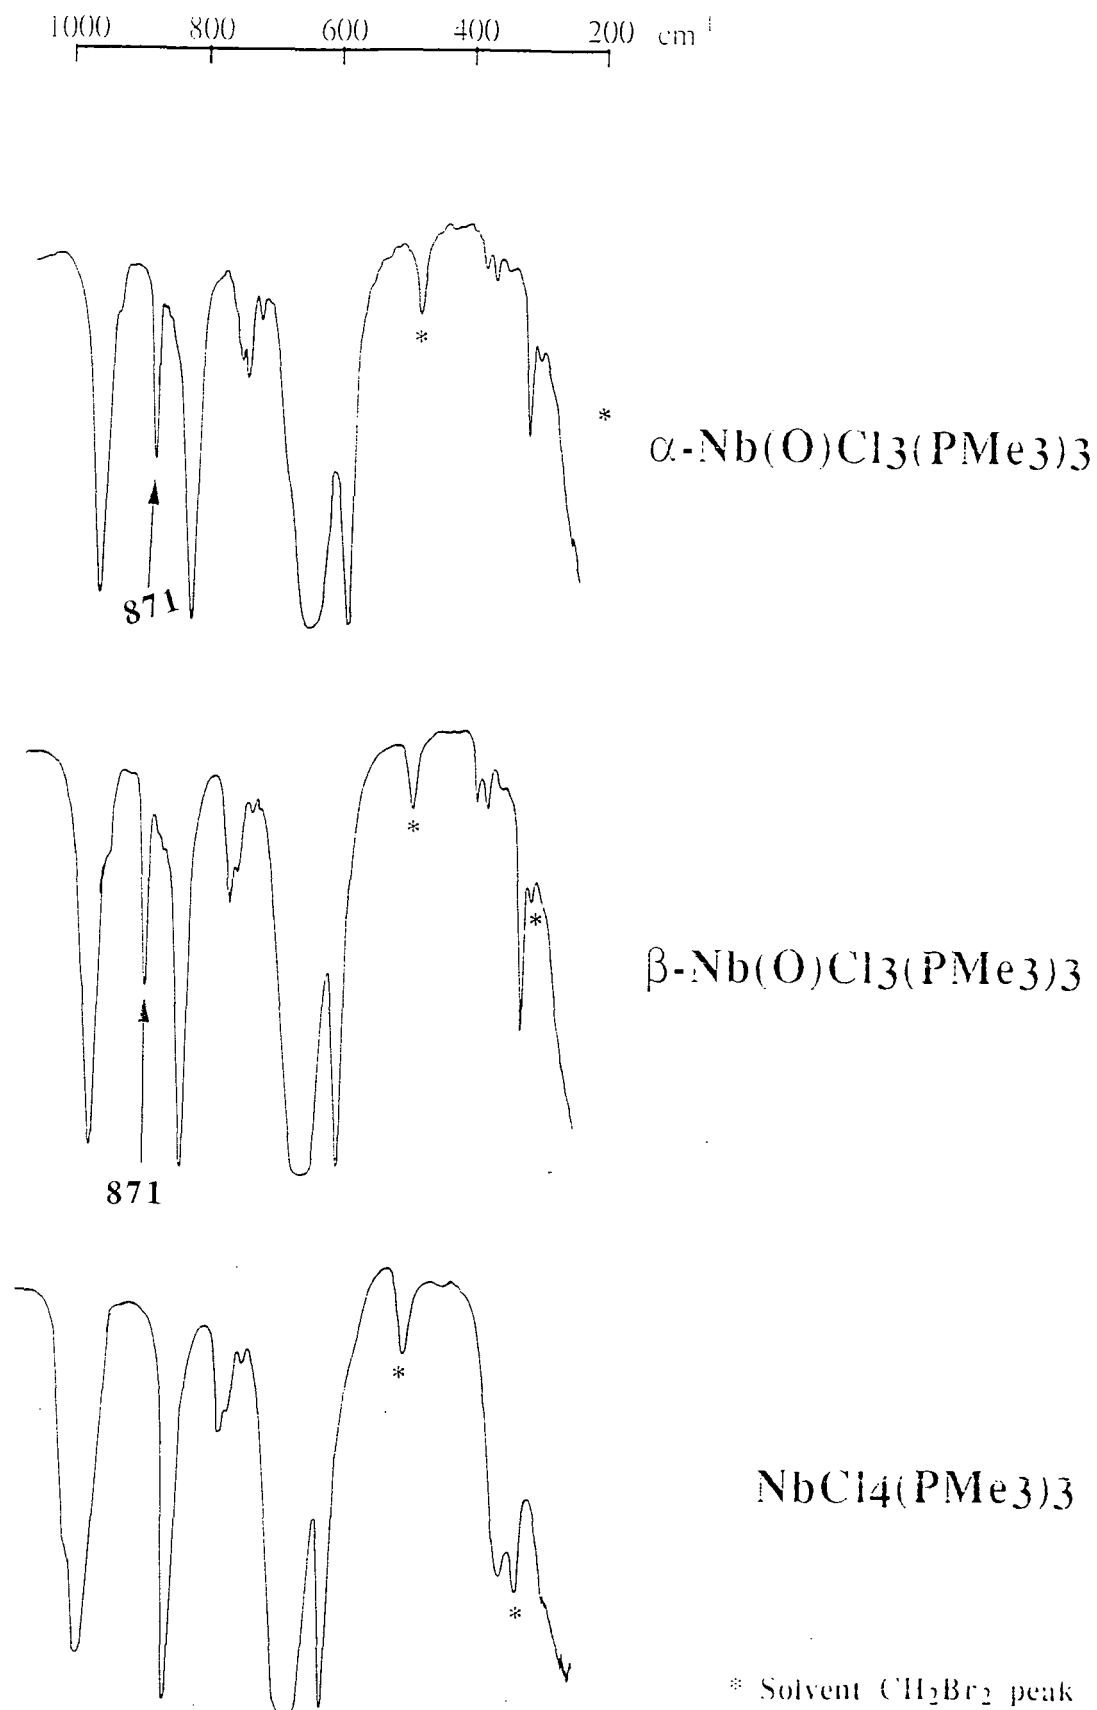 1000 800 600 400 200 cm-1
*
*
α-Nb(O)Cl3(PMe3)3
871
*
*
β-Nb(O)Cl3(PMe3)3
871
*
NbCl4(PMe3)3
*
* Solvent CH2Br2 peak